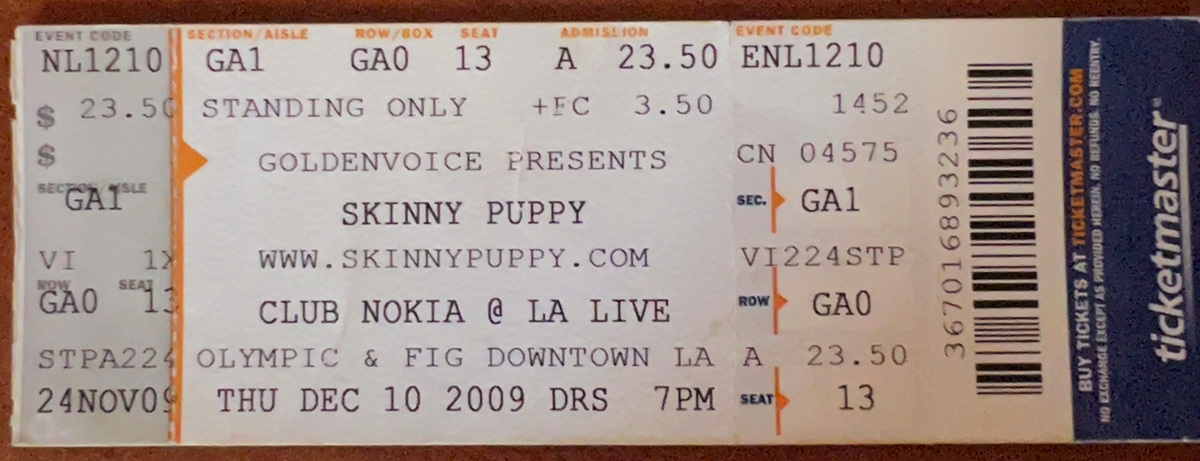 EVENT CODE SECTION/AISLE ROW/BOX SEAT ADMISSION EVENT CODE
NL1210 GA1 GA0 13 A 23.50 ENL1210
$ 23.50 STANDING ONLY +FC 3.50 1452
$ GOLDENVOICE PRESENTS CN 04575
SECTION/AISLE
GA1 SKINNY PUPPY SEC. GA1
VI 1X WWW.SKINNYPUPPY.COM VI224STP
ROW SEAT
GA0 13 CLUB NOKIA @ LA LIVE ROW GA0
STPA224 OLYMPIC & FIG DOWNTOWN LA A 23.50
24NOV09 THU DEC 10 2009 DRS 7PM SEAT 13
367016893236
BUY TICKETS AT TICKETMASTER.COM
NO EXCHANGE EXCEPT AS PROVIDED HEREIN. NO REFUNDS. NO REENTRY.
ticketmaster